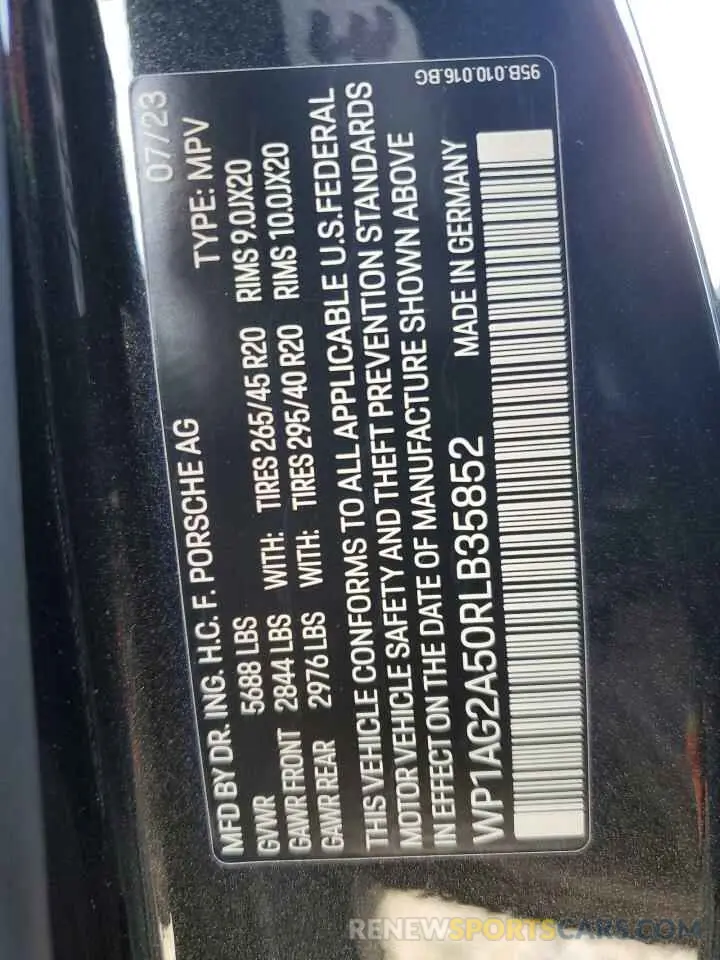 MFD BY DR. ING. H.C. F. PORSCHE AG 07/23
GVWR 5688 LBS TYPE: MPV
GAWR FRONT 2844 LBS WITH: TIRES 265/45 R20 RIMS 9.0JX20
GAWR REAR 2976 LBS WITH: TIRES 295/40 R20 RIMS 10.0JX20
THIS VEHICLE CONFORMS TO ALL APPLICABLE U.S. FEDERAL
MOTOR VEHICLE SAFETY AND THEFT PREVENTION STANDARDS
IN EFFECT ON THE DATE OF MANUFACTURE SHOWN ABOVE
WP1AG2A50RLB35852 MADE IN GERMANY
95B.010.016.BG
RENEWSPORTSCARS.COM